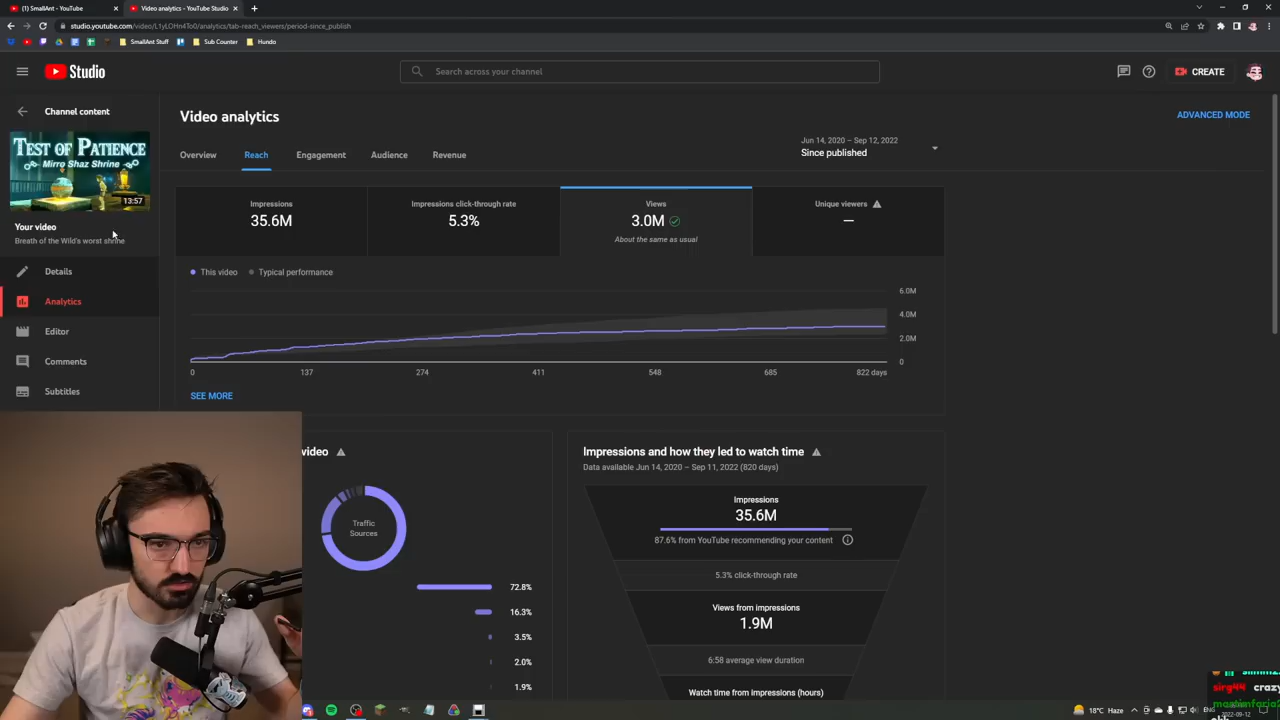 (1) SmallAnt - YouTube
Video analytics - YouTube Studio
studio.youtube.com/video/L1yLOHn4To0/analytics/tab-reach_viewers/period-since_publish
SmallAnt Stuff
Sub Counter
Hundo
Studio
Search across your channel
CREATE
Channel content
TEST OF PATIENCE
Mirro Shaz Shrine
13:57
Your video
Breath of the Wild's worst shrine
Details
Analytics
Editor
Comments
Subtitles
Video analytics
ADVANCED MODE
Overview
Reach
Engagement
Audience
Revenue
Jun 14, 2020 – Sep 12, 2022
Since published
Impressions
35.6M
Impressions click-through rate
5.3%
Views
3.0M
About the same as usual
Unique viewers
—
This video
Typical performance
6.0M
4.0M
2.0M
0
0
137
274
411
548
685
822 days
SEE MORE
video
Traffic
Sources
72.8%
16.3%
3.5%
2.0%
1.9%
Impressions and how they led to watch time
Data available Jun 14, 2020 – Sep 11, 2022 (820 days)
Impressions
35.6M
87.6% from YouTube recommending your content
5.3% click-through rate
Views from impressions
1.9M
6:58 average view duration
Watch time from impressions (hours)
sirg44 crazy
18°C Haze
ENG
2022-09-12